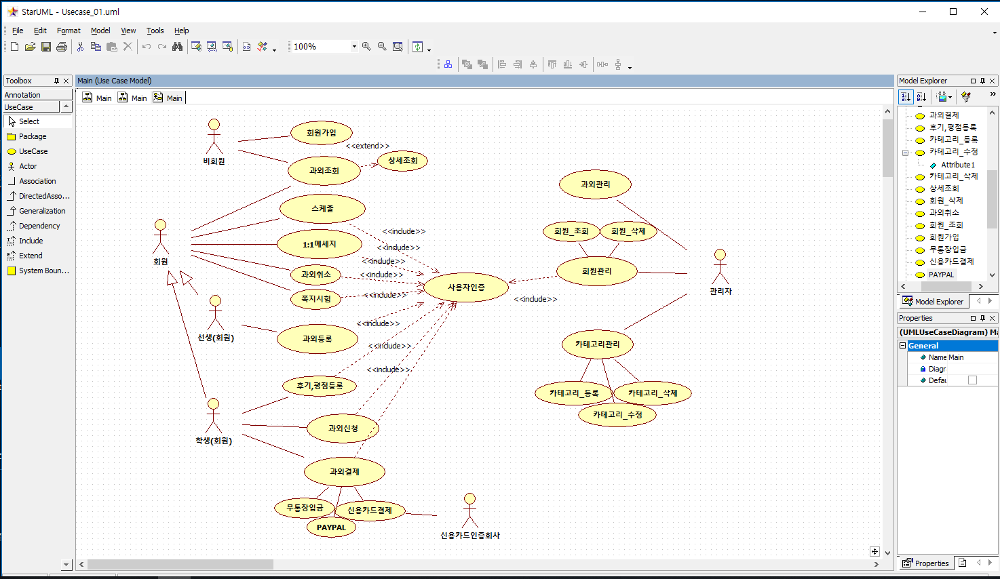 StarUML - Usecase_01.uml
File Edit Format Model View Tools Help
100%
Toolbox
Annotation
UseCase
Select
Package
UseCase
Actor
Association
DirectedAsso...
Generalization
Dependency
Include
Extend
System Boun...
Main (Use Case Model)
Main Main Main
비회원
회원가입
<<extend>>
과외조회
상세조회
스케줄
회원
1:1메세지
<<include>>
<<include>>
<<include>>
과외취소
<<include>>
쪽지시험
<<include>>
사용자인증
선생(회원)
과외등록
<<include>>
<<include>>
<<include>>
후기,평점등록
학생(회원)
과외신청
과외결제
무통장입금
신용카드결제
PAYPAL
신용카드인증회사
과외관리
회원_조회
회원_삭제
회원관리
<<include>>
관리자
카테고리관리
카테고리_등록
카테고리_삭제
카테고리_수정
Model Explorer
과외결제
후기,평점등록
카테고리_등록
카테고리_수정
Attribute1
카테고리_삭제
상세조회
회원_삭제
과외취소
회원_조회
회원가입
무통장입금
신용카드결제
PAYPAL
Model Explorer
Properties
(UMLUseCaseDiagram) Ma
General
Name Main
Diagr
Defau
Properties